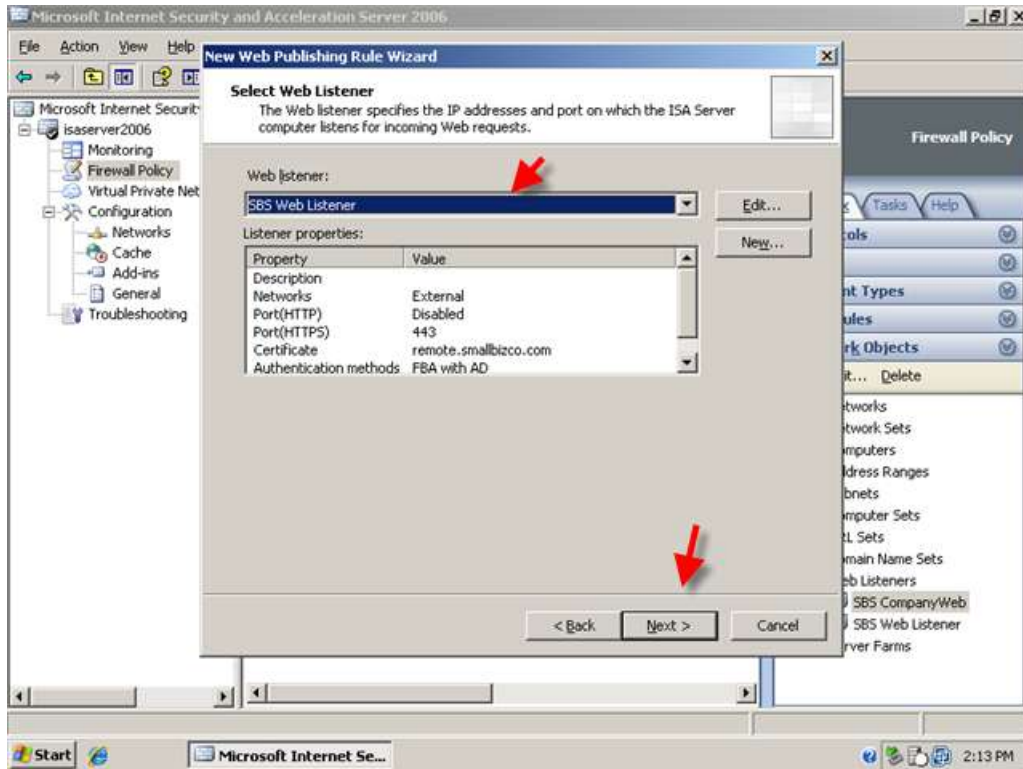 Microsoft Internet Security and Acceleration Server 2006
File Action View Help
New Web Publishing Rule Wizard
Select Web Listener
The Web listener specifies the IP addresses and port on which the ISA Server
computer listens for incoming Web requests.
Microsoft Internet Securit
isaserver2006
Monitoring
Firewall Policy
Virtual Private Net
Configuration
Networks
Cache
Add-ins
General
Troubleshooting
Web listener:
SBS Web Listener
Edit...
New...
Listener properties:
Property Value
Description
Networks External
Port(HTTP) Disabled
Port(HTTPS) 443
Certificate remote.smallbizco.com
Authentication methods FBA with AD
< Back Next > Cancel
Firewall Policy
Tasks Help
cols
nt Types
ules
rk Objects
it... Delete
tworks
twork Sets
mputers
ldress Ranges
bnets
mputer Sets
RL Sets
main Name Sets
eb Listeners
SBS CompanyWeb
SBS Web Listener
rver Farms
Start Microsoft Internet Se... 2:13 PM